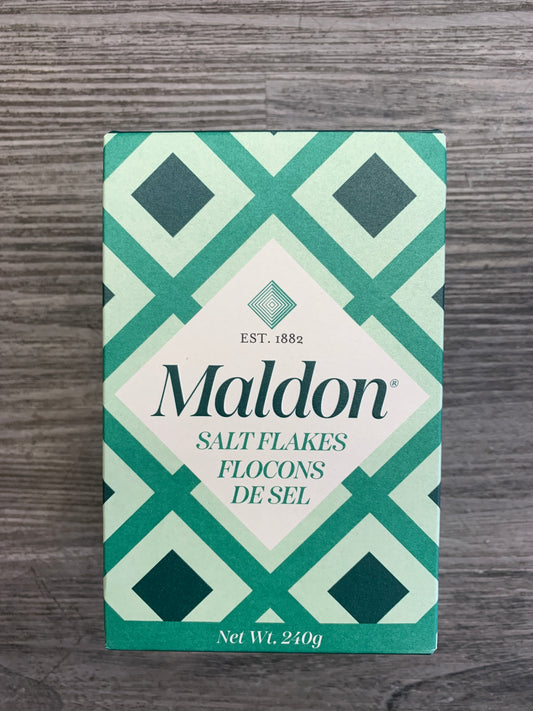 EST. 1882
Maldon®
SALT FLAKES
FLOCONS
DE SEL
Net Wt. 240g